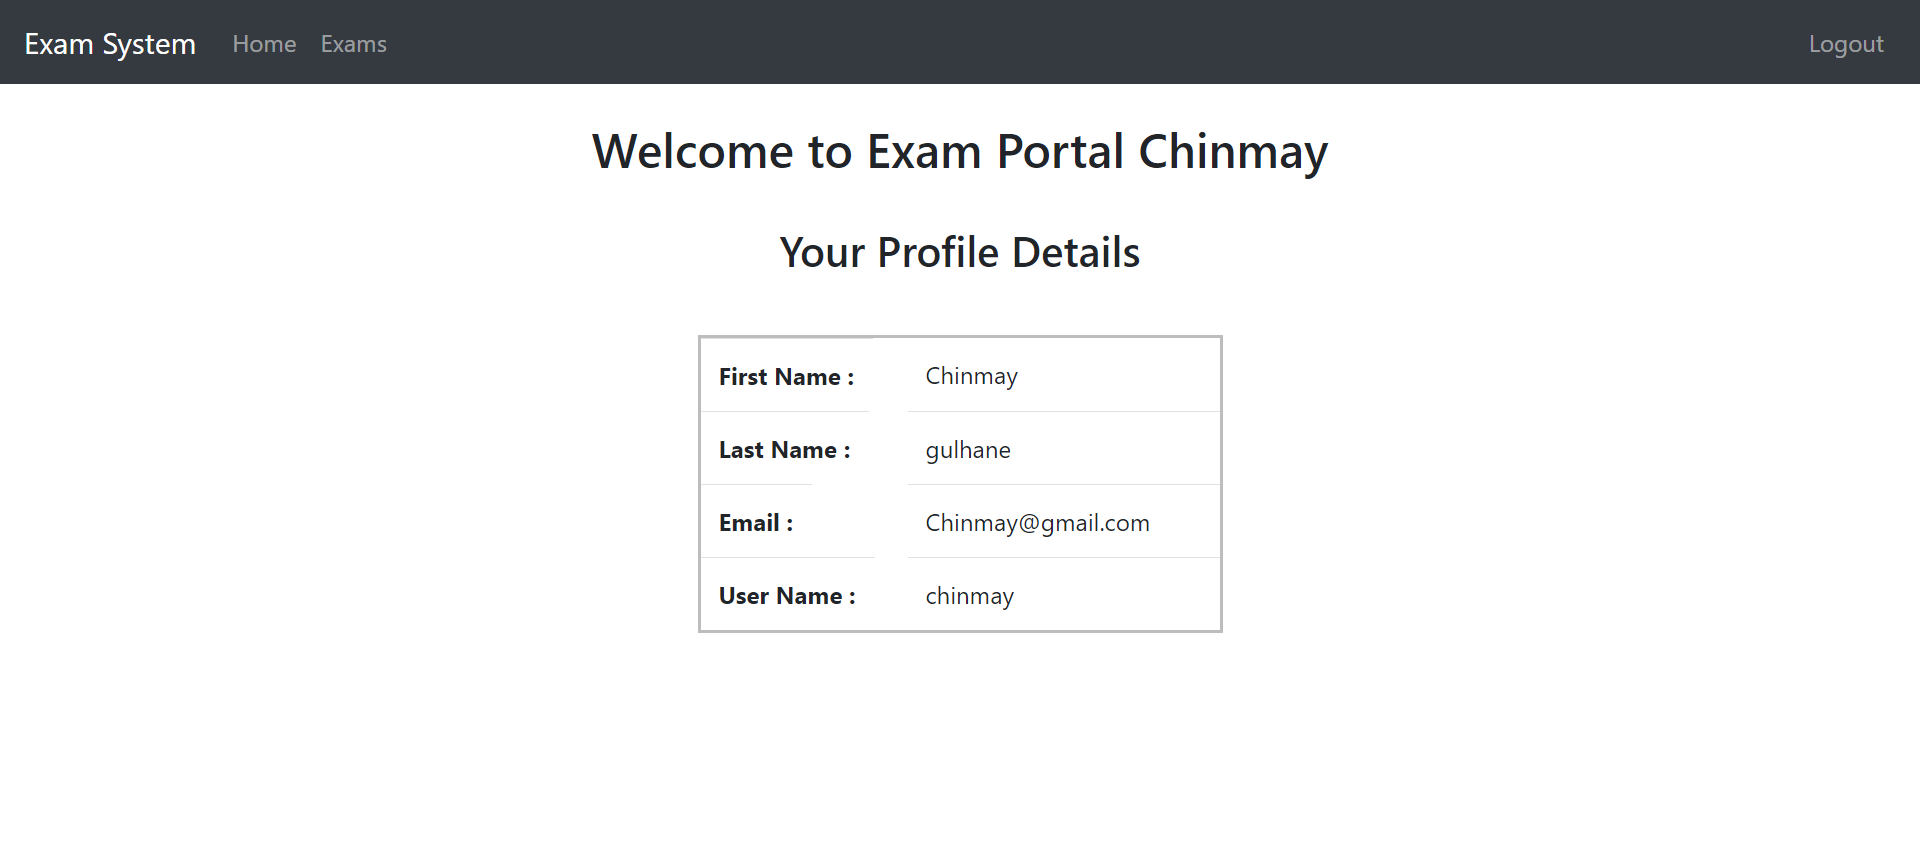 Exam System Home Exams Logout
Welcome to Exam Portal Chinmay
Your Profile Details
First Name : Chinmay
Last Name : gulhane
Email : Chinmay@gmail.com
User Name : chinmay